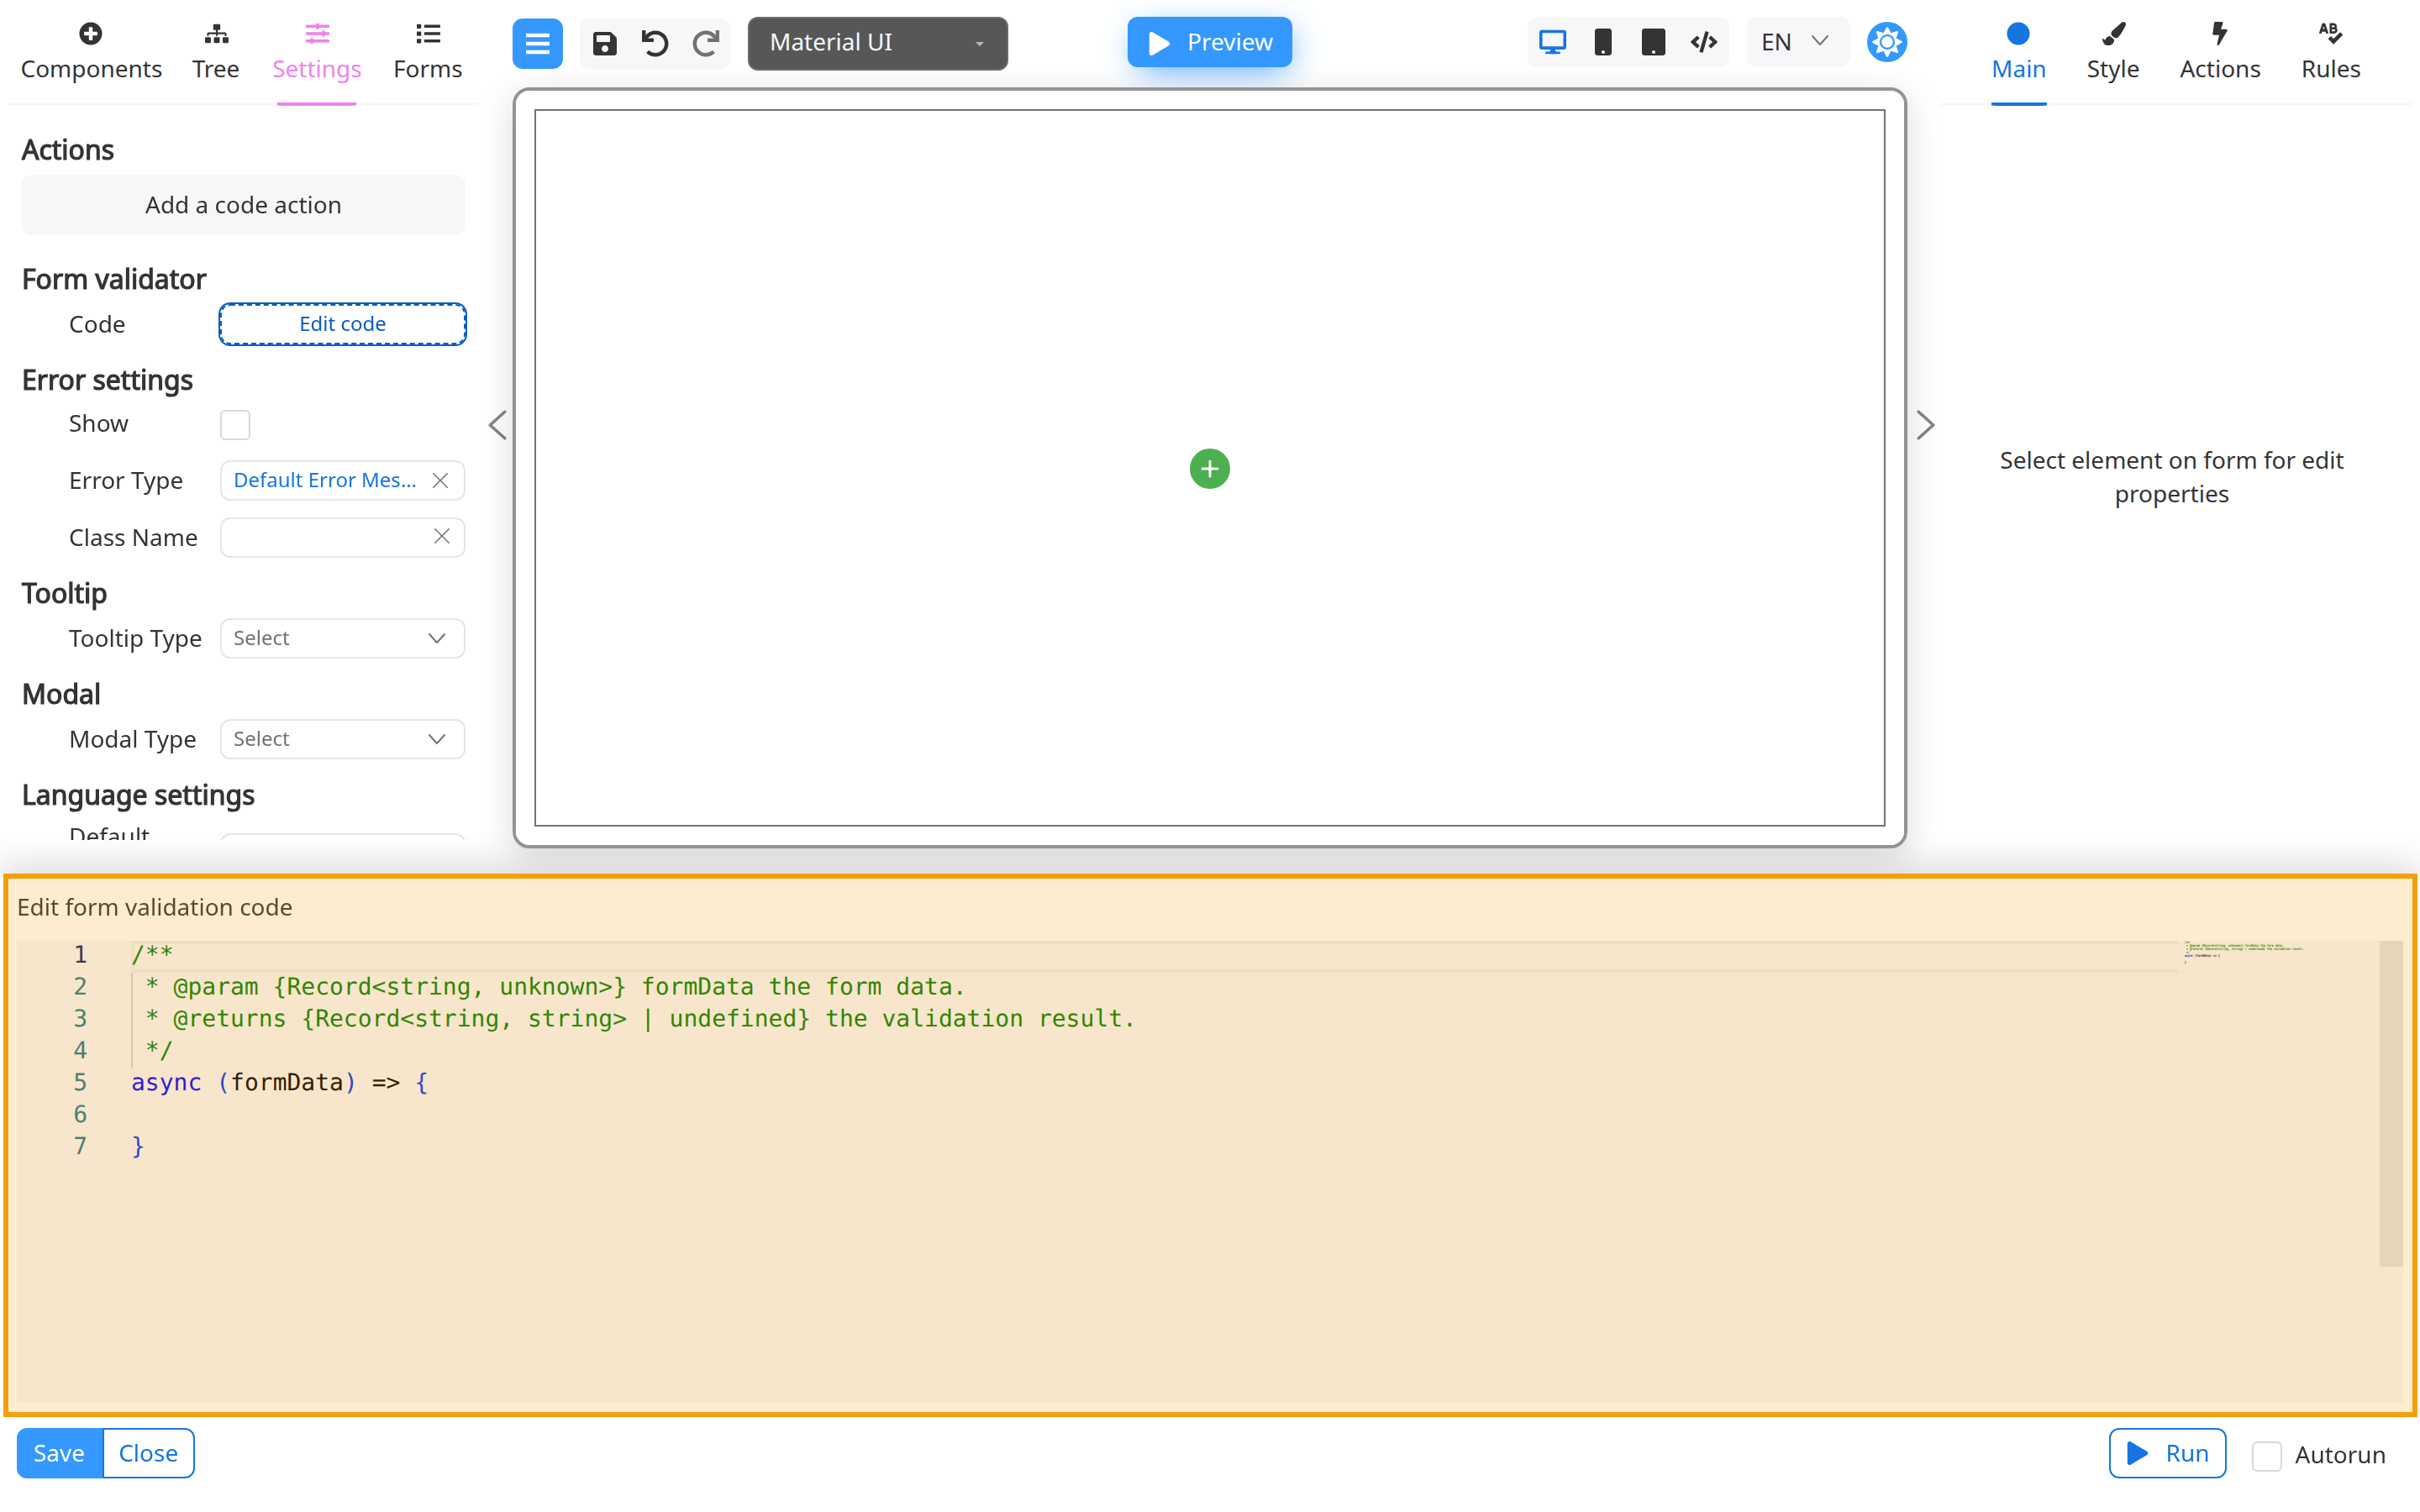 Components
Tree
Settings
Forms
Material UI
Preview
EN
Main
Style
Actions
AB
Rules
Actions
Add a code action
Form validator
Code
Edit code
Error settings
Show
Error Type
Default Error Mes...
Class Name
Tooltip
Tooltip Type
Select
Modal
Modal Type
Select
Language settings
Default
Select element on form for edit
properties
Edit form validation code
1 /**
2  * @param {Record<string, unknown>} formData the form data.
3  * @returns {Record<string, string> | undefined} the validation result.
4  */
5 async (formData) => {
6
7 }
Save
Close
Run
Autorun